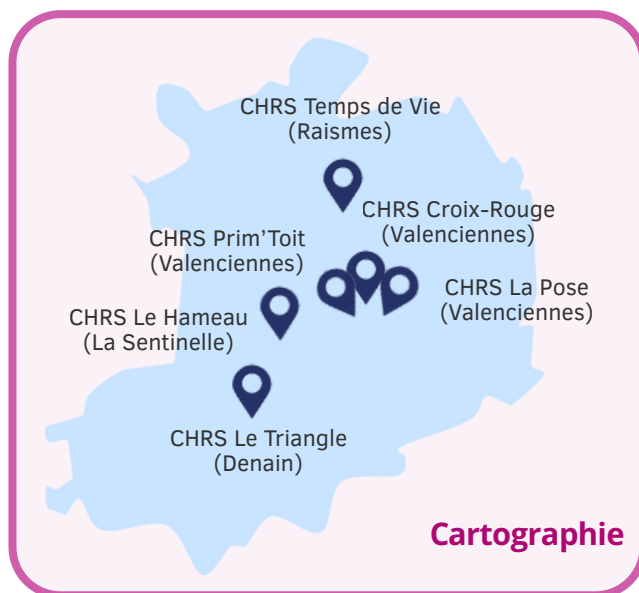 CHRS Temps de Vie
(Raismes)
CHRS Croix-Rouge
(Valenciennes)
CHRS Prim'Toit
(Valenciennes)
CHRS La Pose
(Valenciennes)
CHRS Le Hameau
(La Sentinelle)
CHRS Le Triangle
(Denain)
Cartographie